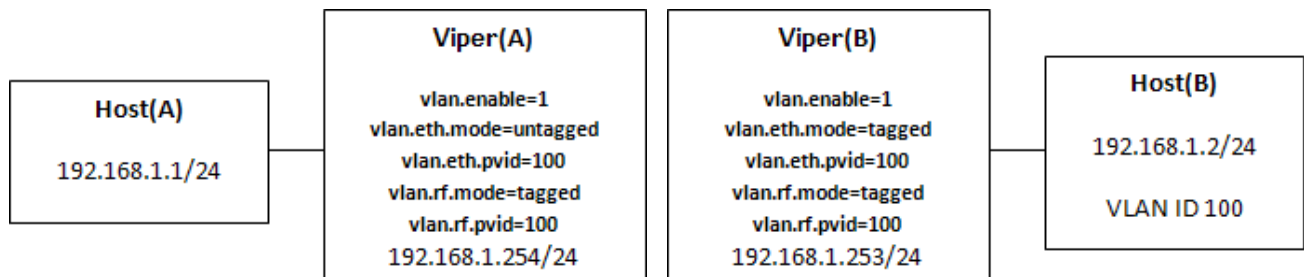 Host(A)
192.168.1.1/24
Viper(A)
vlan.enable=1
vlan.eth.mode=untagged
vlan.eth.pvid=100
vlan.rf.mode=tagged
vlan.rf.pvid=100
192.168.1.254/24
Viper(B)
vlan.enable=1
vlan.eth.mode=tagged
vlan.eth.pvid=100
vlan.rf.mode=tagged
vlan.rf.pvid=100
192.168.1.253/24
Host(B)
192.168.1.2/24
VLAN ID 100